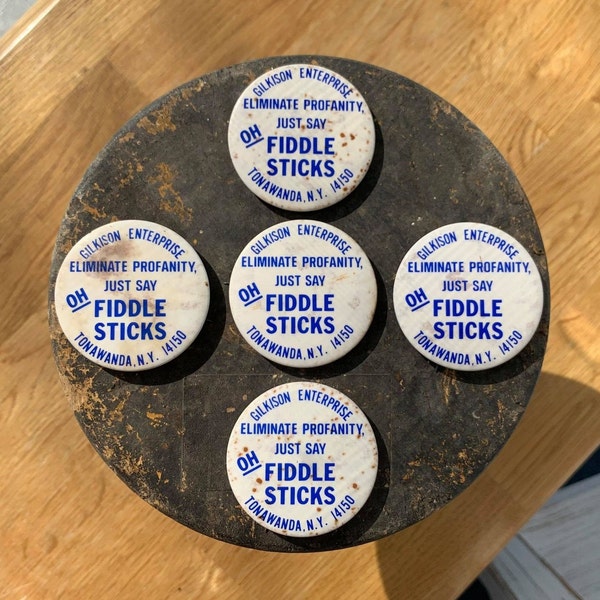 GILKISON ENTERPRISE
ELIMINATE PROFANITY,
JUST SAY
OH
FIDDLE
STICKS
TONAWANDA, N.Y. 14150
GILKISON ENTERPRISE
ELIMINATE PROFANITY,
JUST SAY
OH
FIDDLE
STICKS
TONAWANDA, N.Y. 14150
GILKISON ENTERPRISE
ELIMINATE PROFANITY,
JUST SAY
OH
FIDDLE
STICKS
TONAWANDA, N.Y. 14150
GILKISON ENTERPRISE
ELIMINATE PROFANITY,
JUST SAY
OH
FIDDLE
STICKS
TONAWANDA, N.Y. 14150
GILKISON ENTERPRISE
ELIMINATE PROFANITY,
JUST SAY
OH
FIDDLE
STICKS
TONAWANDA, N.Y. 14150